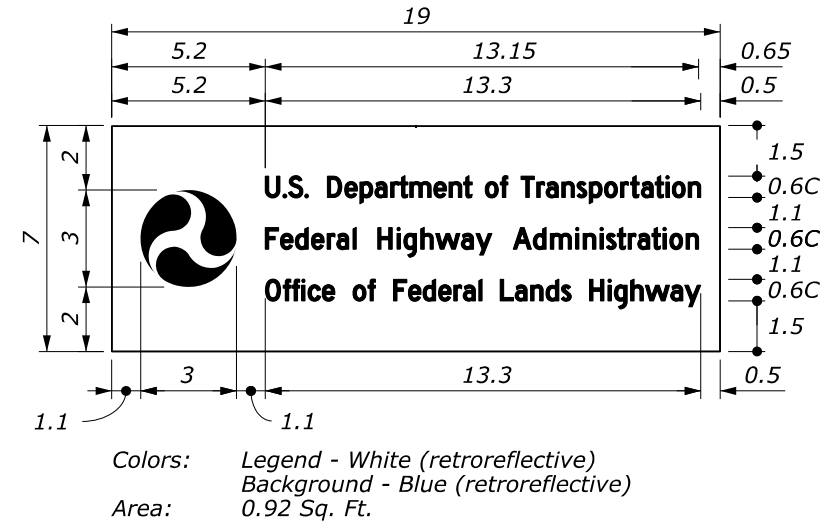 19
5.2 13.15 0.65
5.2 13.3 0.5
2 1.5
U.S. Department of Transportation 0.6C
1.1
7 3 Federal Highway Administration 0.6C
1.1
Office of Federal Lands Highway 0.6C
2 1.5
3 13.3 0.5
1.1 1.1
Colors: Legend - White (retroreflective)
Background - Blue (retroreflective)
Area: 0.92 Sq. Ft.